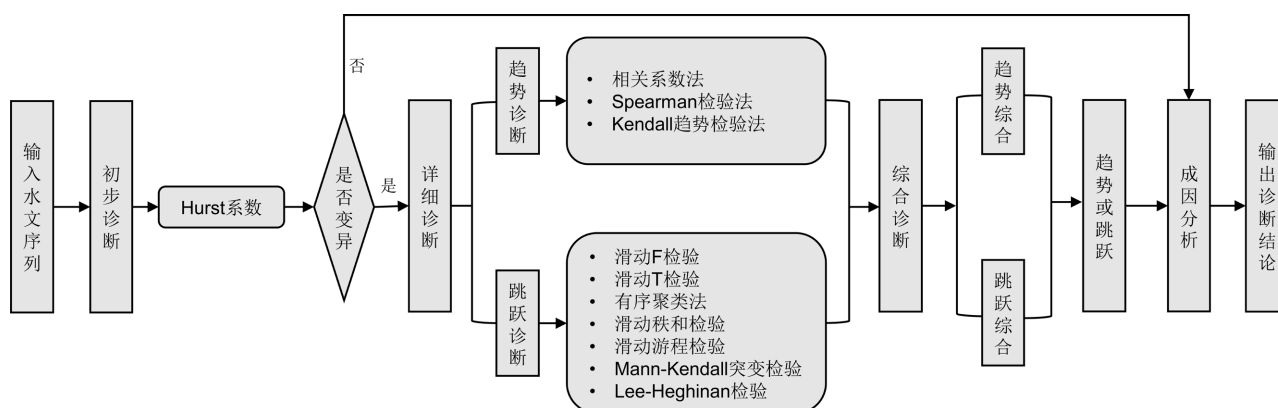 输入水文序列
初步诊断
Hurst系数
是否变异
否
是
详细诊断
趋势诊断
• 相关系数法
• Spearman检验法
• Kendall趋势检验法
跳跃诊断
• 滑动F检验
• 滑动T检验
• 有序聚类法
• 滑动秩和检验
• 滑动游程检验
• Mann-Kendall突变检验
• Lee-Heghinan检验
综合诊断
趋势综合
跳跃综合
趋势或跳跃
成因分析
输出诊断结论